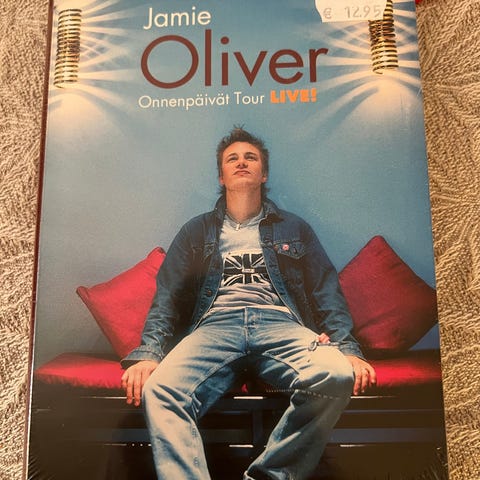 Jamie
€ 12.95
Oliver
Onnenpäivät Tour LIVE!